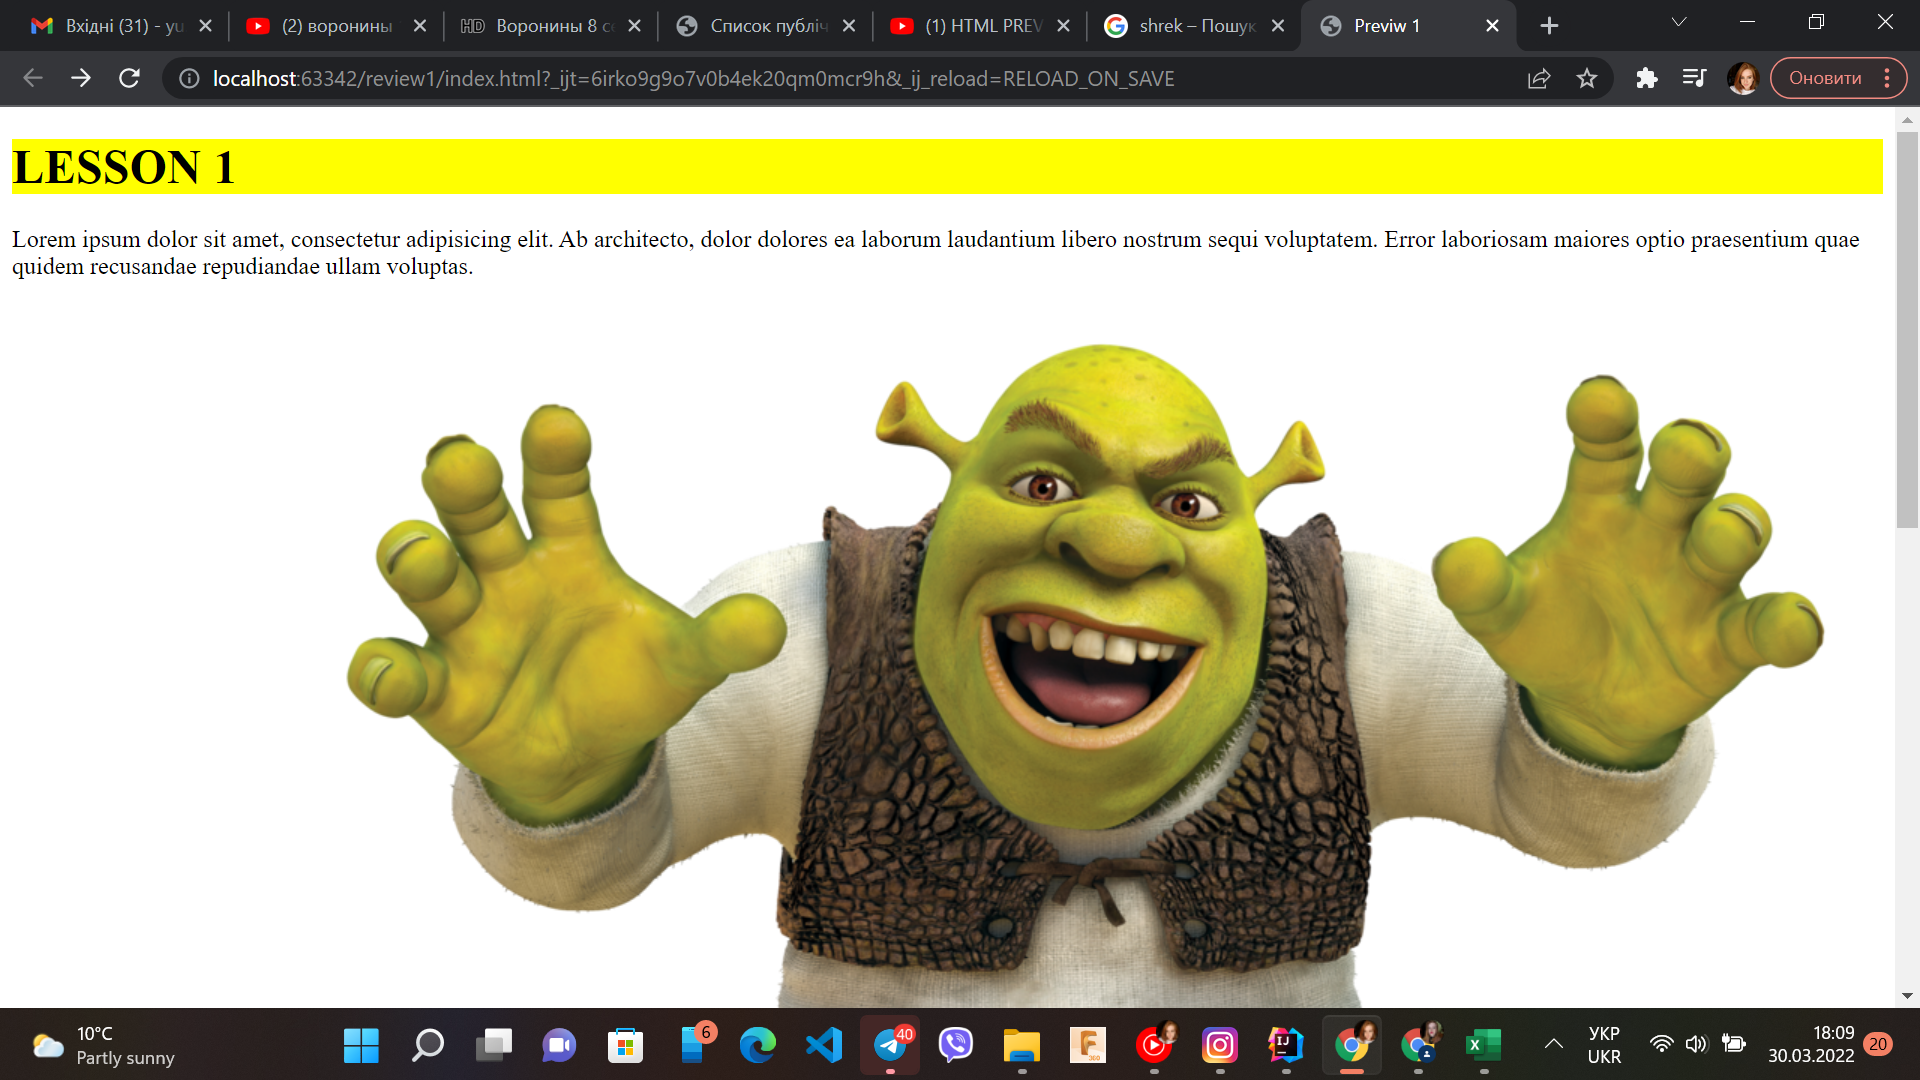 Вхідні (31) - yu
(2) воронины
HD Воронины 8 се
Список публіч
(1) HTML PREV
shrek – Пошук
Previw 1
localhost:63342/review1/index.html?_ijt=6irko9g9o7v0b4ek20qm0mcr9h&_ij_reload=RELOAD_ON_SAVE
Оновити
LESSON 1
Lorem ipsum dolor sit amet, consectetur adipisicing elit. Ab architecto, dolor dolores ea laborum laudantium libero nostrum sequi voluptatem. Error laboriosam maiores optio praesentium quae
quidem recusandae repudiandae ullam voluptas.
10°C
Partly sunny
6
40
F
360
IJ
X
УКР
UKR
18:09
30.03.2022
20